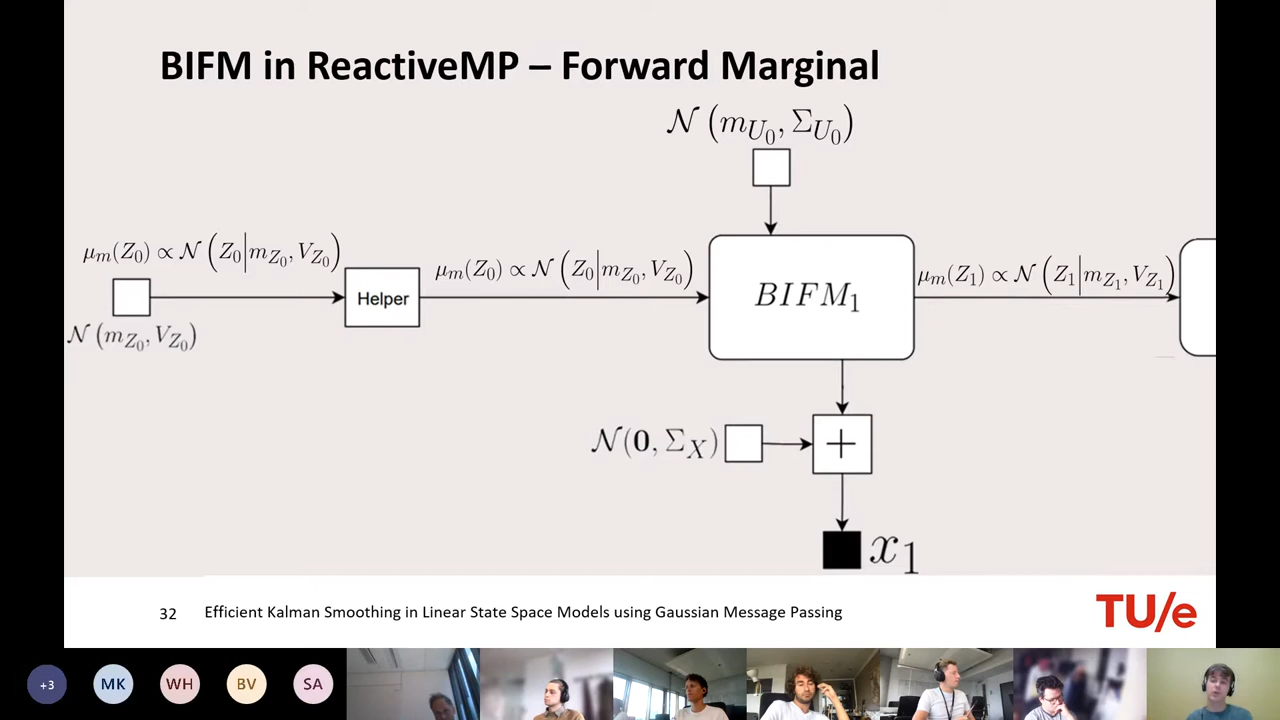 BIFM in ReactiveMP – Forward Marginal
𝒩 (m_{U_0}, Σ_{U_0})
μ_m(Z_0) ∝ 𝒩 (Z_0|m_{Z_0}, V_{Z_0})
μ_m(Z_0) ∝ 𝒩 (Z_0|m_{Z_0}, V_{Z_0})
μ_m(Z_1) ∝ 𝒩 (Z_1|m_{Z_1}, V_{Z_1})
Helper
BIFM_1
𝒩 (m_{Z_0}, V_{Z_0})
𝒩(0, Σ_X)
+
x_1
32
Efficient Kalman Smoothing in Linear State Space Models using Gaussian Message Passing
TU/e
+3
MK
WH
BV
SA